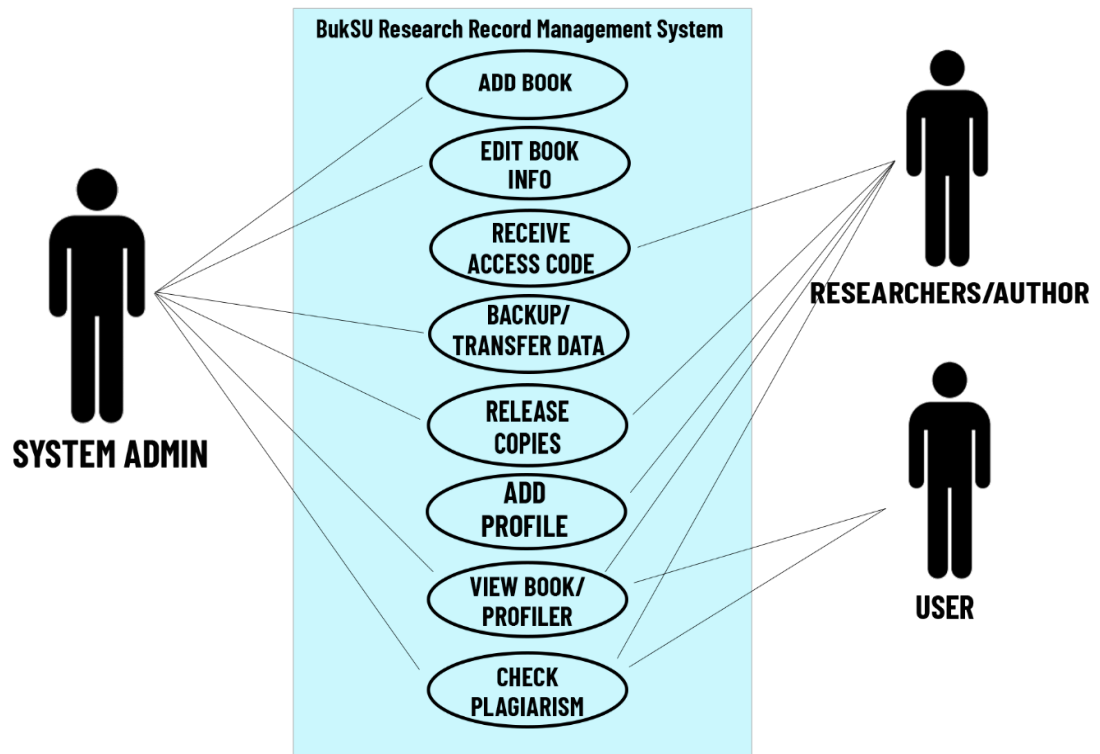 BukSU Research Record Management System
ADD BOOK
EDIT BOOK
INFO
RECEIVE
ACCESS CODE
BACKUP/
TRANSFER DATA
RELEASE
COPIES
ADD
PROFILE
VIEW BOOK/
PROFILER
CHECK
PLAGIARISM
SYSTEM ADMIN
RESEARCHERS/AUTHOR
USER